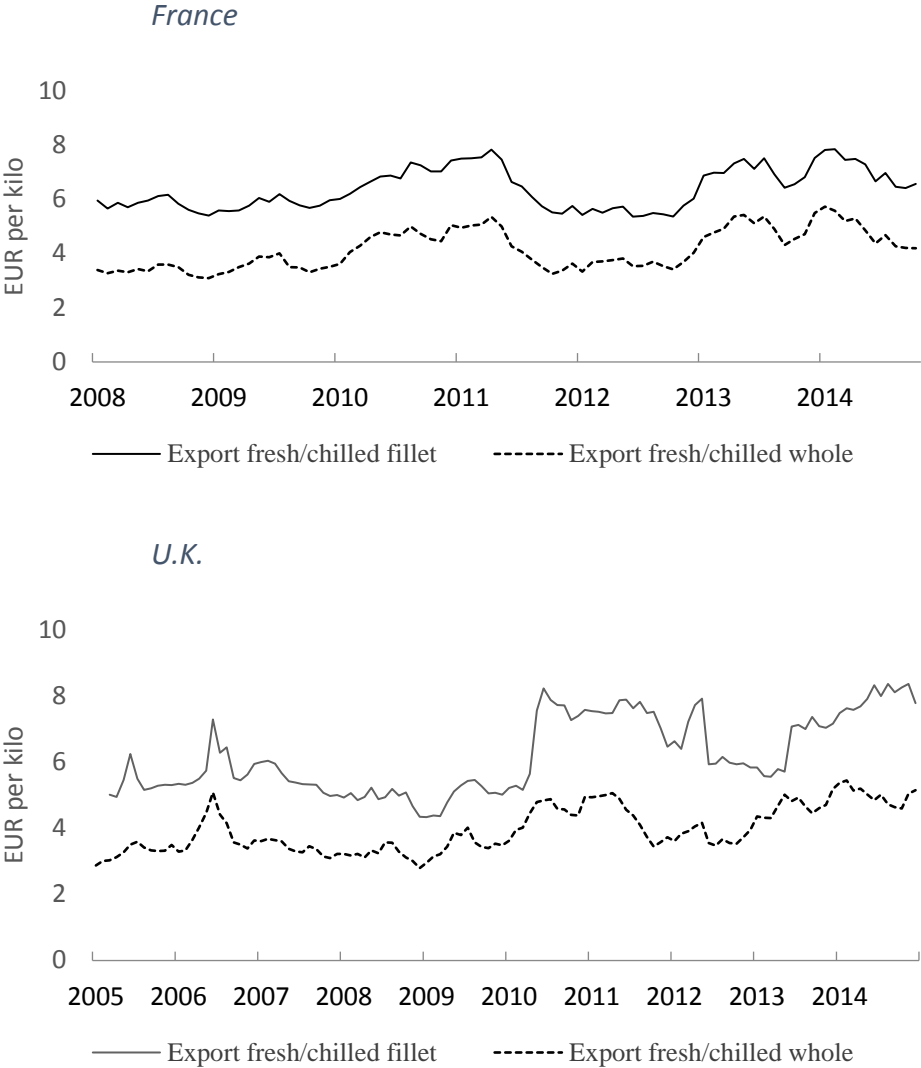 France
EUR per kilo
10
8
6
4
2
0
2008 2009 2010 2011 2012 2013 2014
Export fresh/chilled fillet Export fresh/chilled whole
U.K.
EUR per kilo
10
8
6
4
2
0
2005 2006 2007 2008 2009 2010 2011 2012 2013 2014
Export fresh/chilled fillet Export fresh/chilled whole